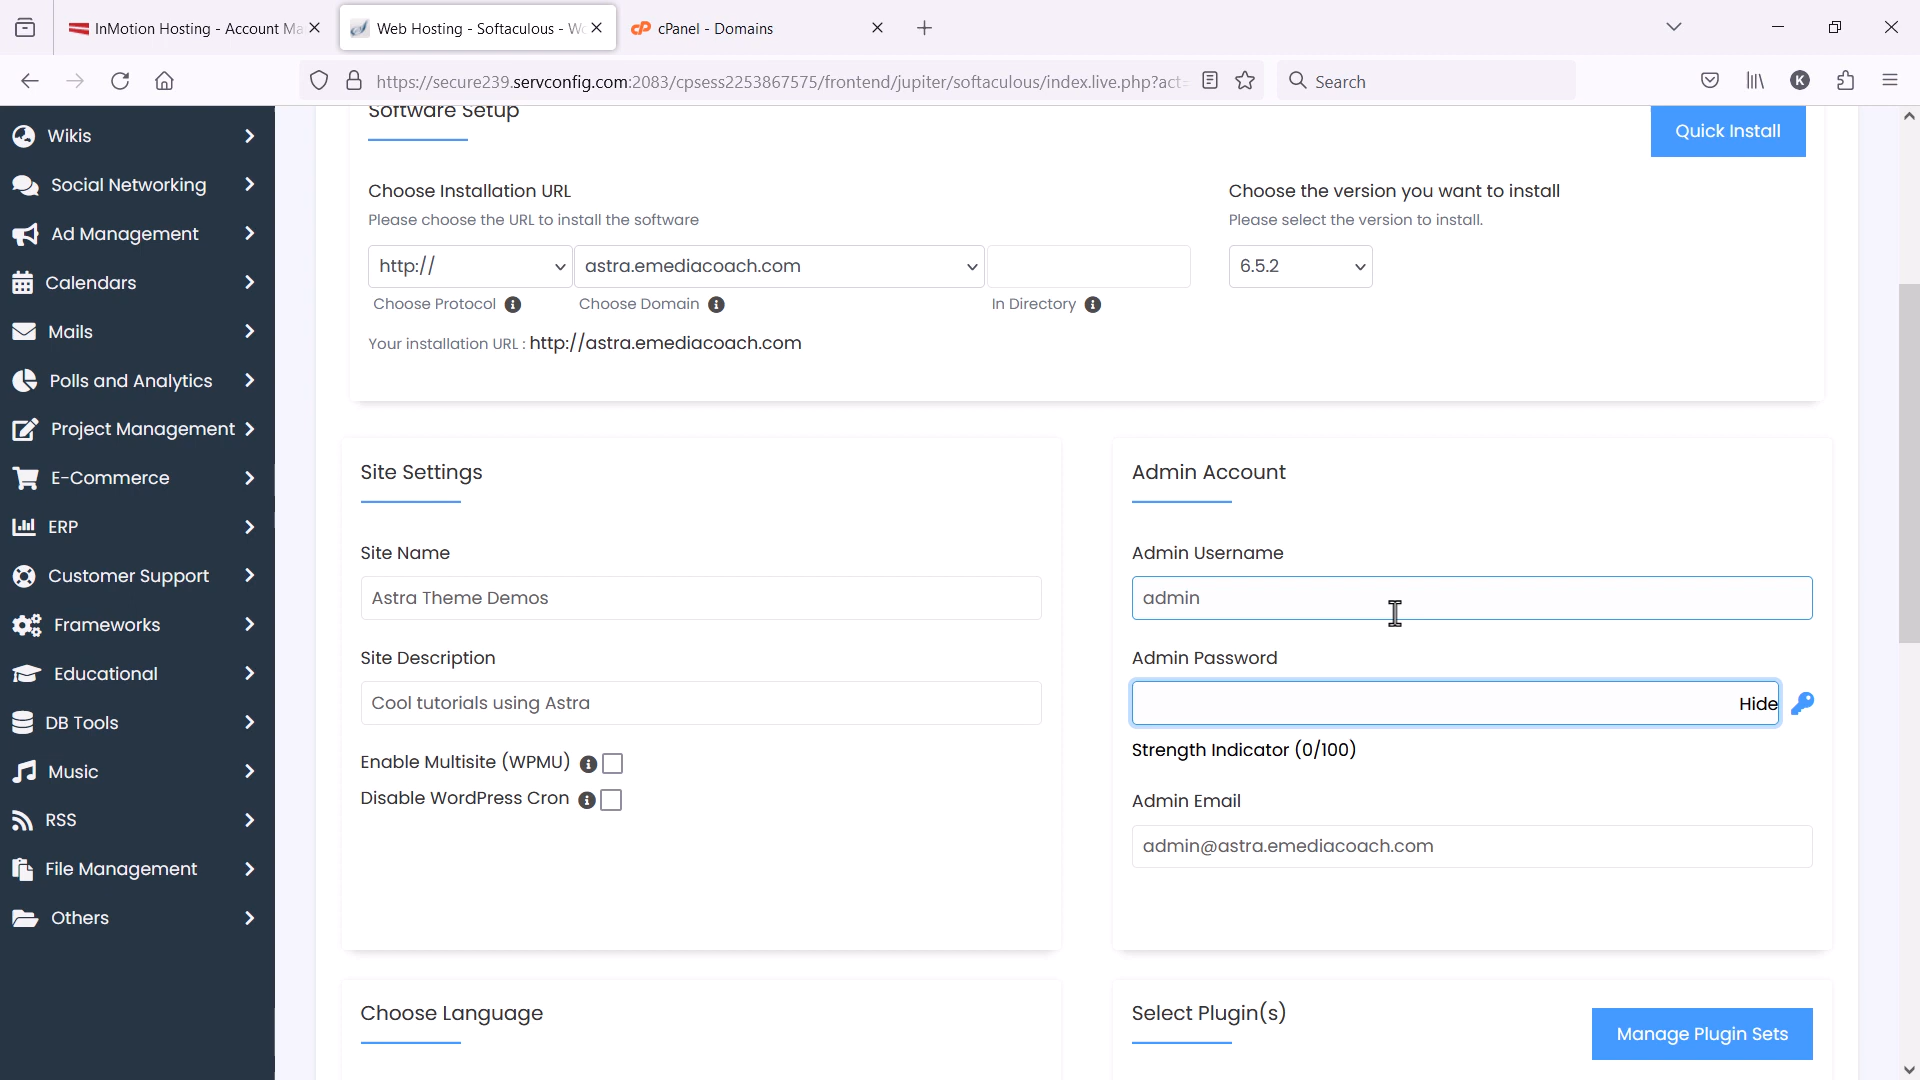 InMotion Hosting - Account Ma
Web Hosting - Softaculous - Wo
cPanel - Domains
https://secure239.servconfig.com:2083/cpsess2253867575/frontend/jupiter/softaculous/index.live.php?act=
Search
K
Wikis
Social Networking
Ad Management
Calendars
Mails
Polls and Analytics
Project Management
E-Commerce
ERP
Customer Support
Frameworks
Educational
DB Tools
Music
RSS
File Management
Others
Software Setup
Quick Install
Choose Installation URL
Please choose the URL to install the software
http://
astra.emediacoach.com
Choose Protocol
Choose Domain
In Directory
Your installation URL : http://astra.emediacoach.com
Choose the version you want to install
Please select the version to install.
6.5.2
Site Settings
Site Name
Astra Theme Demos
Site Description
Cool tutorials using Astra
Enable Multisite (WPMU)
Disable WordPress Cron
Admin Account
Admin Username
admin
Admin Password
Hide
Strength Indicator (0/100)
Admin Email
admin@astra.emediacoach.com
Choose Language
Select Plugin(s)
Manage Plugin Sets